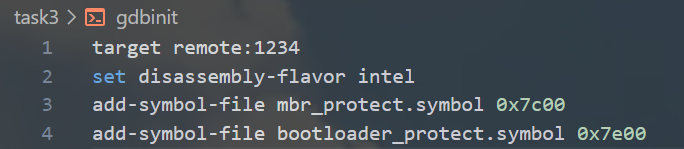 task3 > gdbinit
1 target remote:1234
2 set disassembly-flavor intel
3 add-symbol-file mbr_protect.symbol 0x7c00
4 add-symbol-file bootloader_protect.symbol 0x7e00